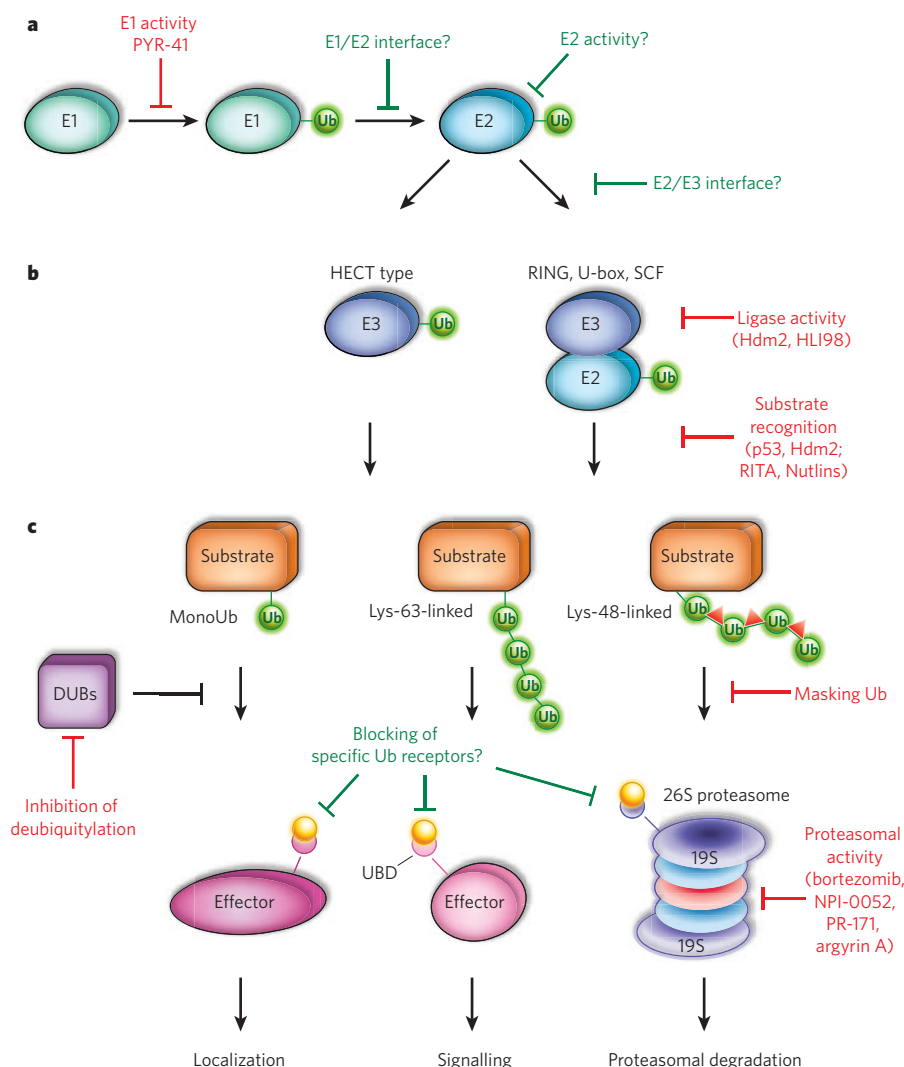 a
E1 activity
PYR-41
E1/E2 interface?
E2 activity?
E1
E1
Ub
E2
Ub
E2/E3 interface?
b
HECT type
RING, U-box, SCF
E3
Ub
E3
E2
Ub
Ligase activity
(Hdm2, HLI98)
Substrate
recognition
(p53, Hdm2;
RITA, Nutlins)
c
Substrate
MonoUb
Ub
Substrate
Lys-63-linked
Ub
Ub
Ub
Ub
Substrate
Lys-48-linked
Ub
Ub
Ub
Ub
DUBs
Masking Ub
Inhibition of
deubiquitylation
Blocking of
specific Ub receptors?
26S proteasome
UBD
Effector
Effector
19S
19S
Proteasomal
activity
(bortezomib,
NPI-0052,
PR-171,
argyrin A)
Localization
Signalling
Proteasomal degradation